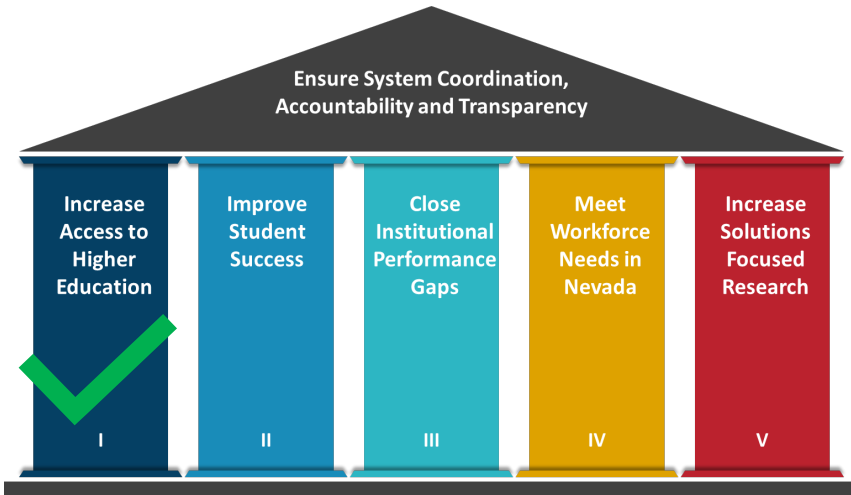 Ensure System Coordination,
Accountability and Transparency
Increase
Access to
Higher
Education
I
Improve
Student
Success
II
Close
Institutional
Performance
Gaps
III
Meet
Workforce
Needs in
Nevada
IV
Increase
Solutions
Focused
Research
V